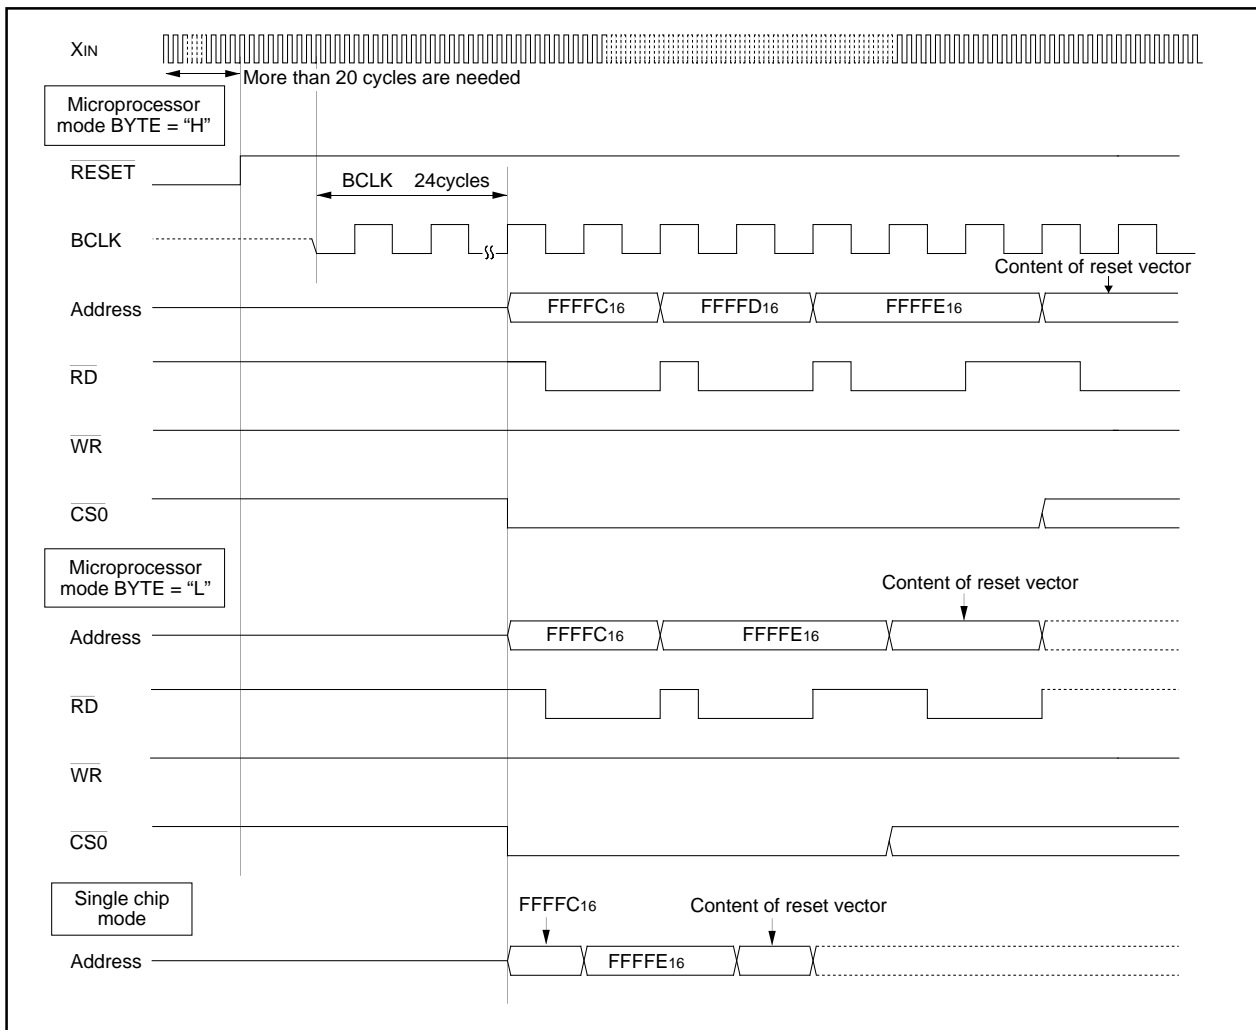 XIN
More than 20 cycles are needed
Microprocessor
mode BYTE = “H”
RESET
BCLK 24cycles
BCLK
Content of reset vector
Address
FFFFC16
FFFFD16
FFFFE16
RD
WR
CS0
Microprocessor
mode BYTE = “L”
Content of reset vector
Address
FFFFC16
FFFFE16
RD
WR
CS0
Single chip
mode
FFFFC16
Content of reset vector
Address
FFFFE16